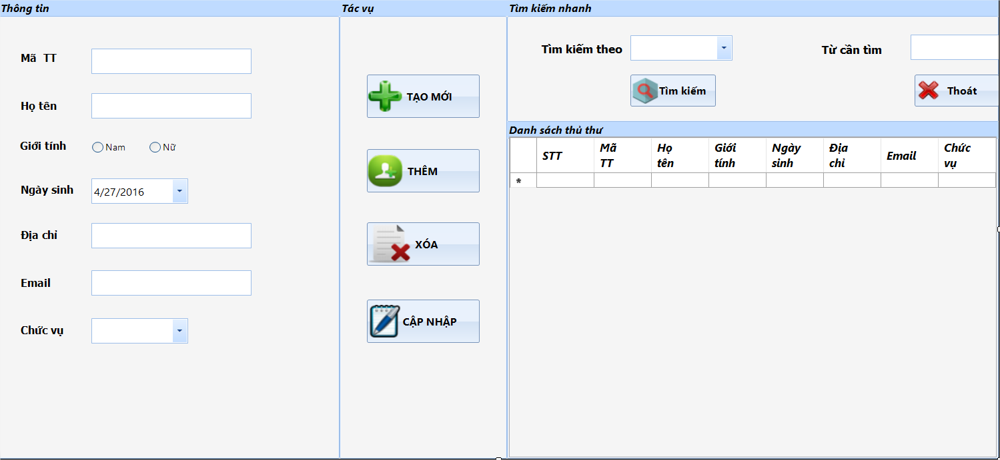 Thông tin
Mã TT
Họ tên
Giới tính
Nam
Nữ
Ngày sinh
4/27/2016
Địa chỉ
Email
Chức vụ
Tác vụ
TẠO MỚI
THÊM
XÓA
CẬP NHẬP
Tìm kiếm nhanh
Tìm kiếm theo
Từ cần tìm
Tìm kiếm
Thoát
Danh sách thủ thư
STT
Mã
TT
Họ
tên
Giới
tính
Ngày
sinh
Địa
chỉ
Email
Chức
vụ
*